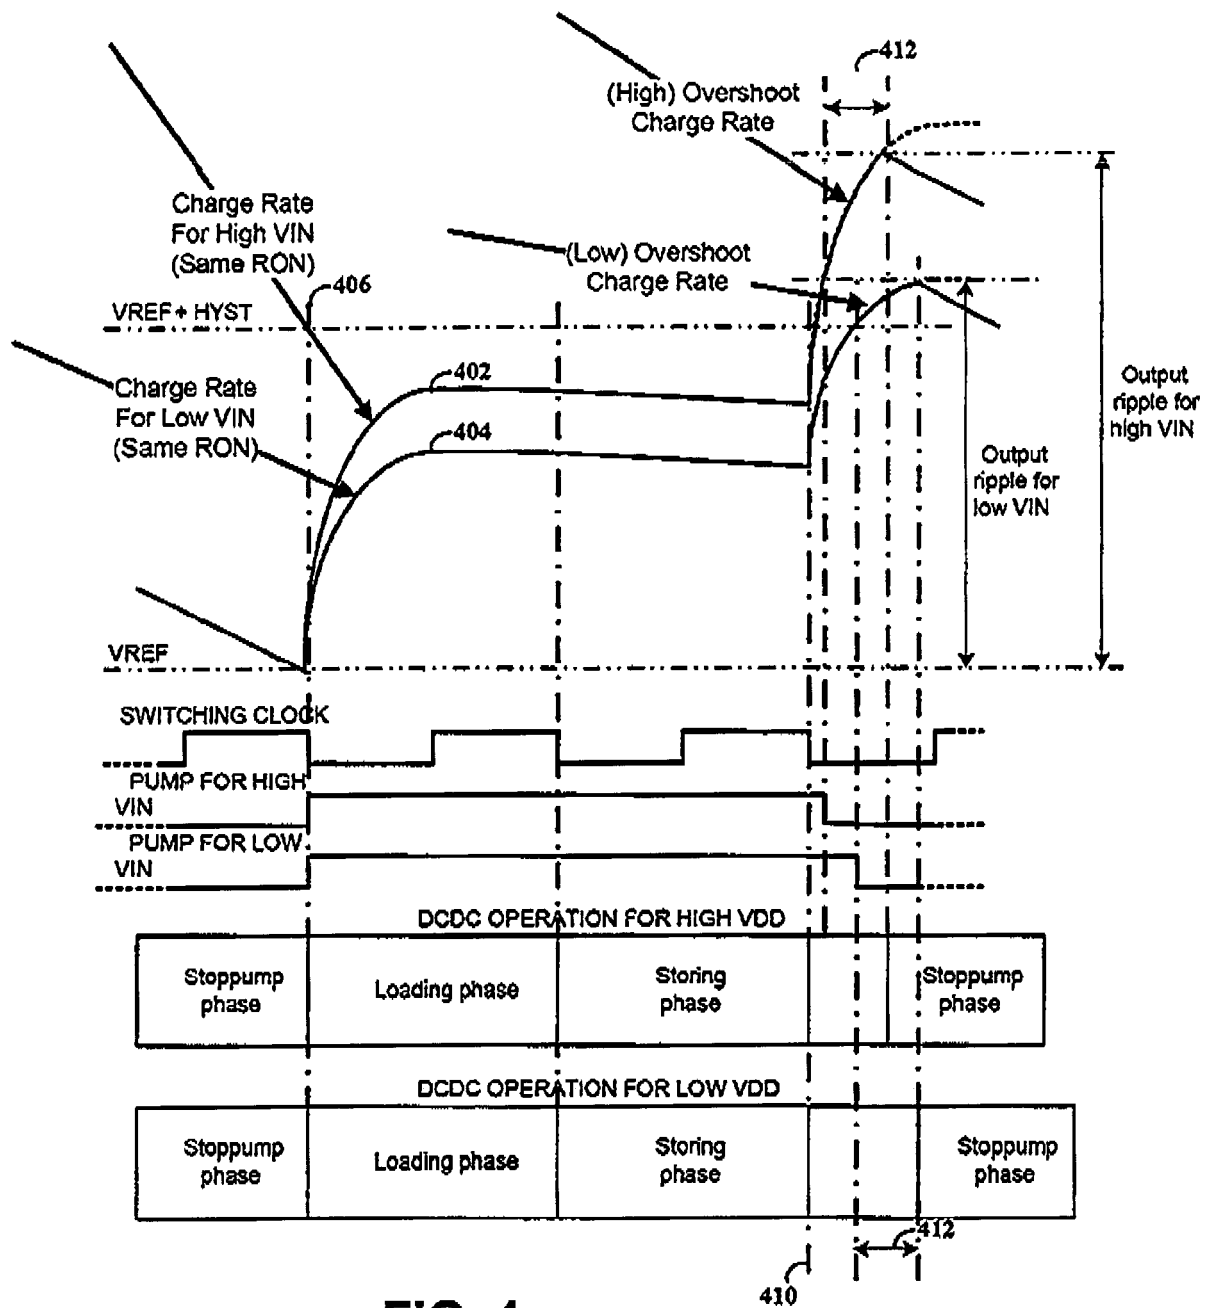 412
(High) Overshoot
Charge Rate
Charge Rate
For High VIN
(Same RON)
(Low) Overshoot
Charge Rate
406
VREF + HYST
402
Charge Rate
For Low VIN
(Same RON)
404
Output
ripple for
high VIN
Output
ripple for
low VIN
VREF
SWITCHING CLOCK
PUMP FOR HIGH
VIN
PUMP FOR LOW
VIN
DCDC OPERATION FOR HIGH VDD
Stoppump
phase
Loading phase
Storing
phase
Stoppump
phase
DCDC OPERATION FOR LOW VDD
Stoppump
phase
Loading phase
Storing
phase
Stoppump
phase
412
410